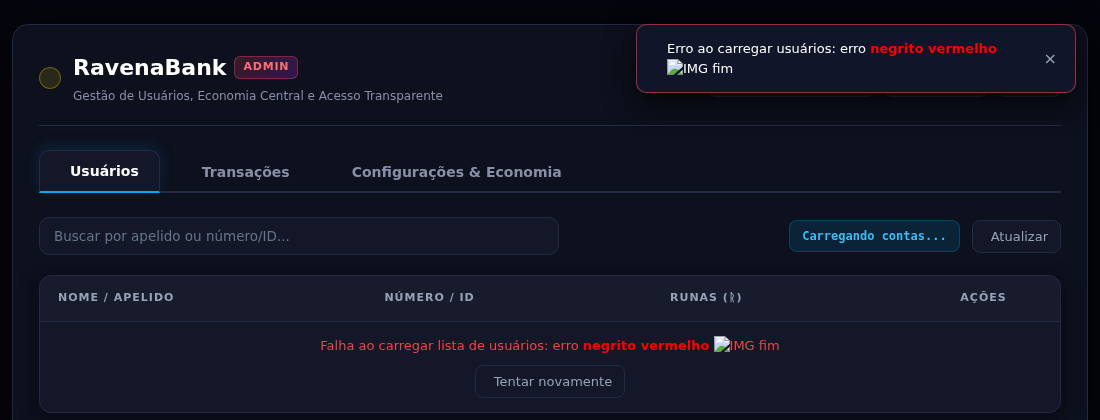 RavenaBank ADMIN
Gestão de Usuários, Economia Central e Acesso Transparente
Erro ao carregar usuários: erro negrito vermelho
IMG fim ×
Usuários Transações Configurações & Economia
Buscar por apelido ou número/ID... Carregando contas... Atualizar
NOME / APELIDO NÚMERO / ID RUNAS (ᚱ) AÇÕES
Falha ao carregar lista de usuários: erro negrito vermelho IMG fim
Tentar novamente